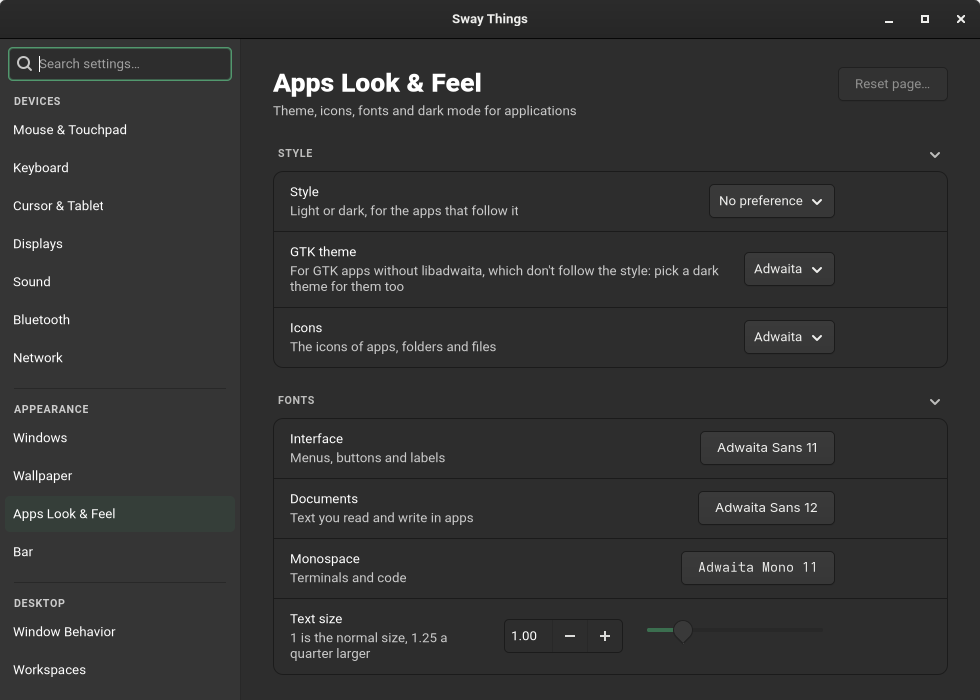 Sway Things
Search settings...
DEVICES
Mouse & Touchpad
Keyboard
Cursor & Tablet
Displays
Sound
Bluetooth
Network
APPEARANCE
Windows
Wallpaper
Apps Look & Feel
Bar
DESKTOP
Window Behavior
Workspaces
Apps Look & Feel
Theme, icons, fonts and dark mode for applications
Reset page...
STYLE
Style
Light or dark, for the apps that follow it
No preference
GTK theme
For GTK apps without libadwaita, which don't follow the style: pick a dark
theme for them too
Adwaita
Icons
The icons of apps, folders and files
Adwaita
FONTS
Interface
Menus, buttons and labels
Adwaita Sans 11
Documents
Text you read and write in apps
Adwaita Sans 12
Monospace
Terminals and code
Adwaita Mono 11
Text size
1 is the normal size, 1.25 a
quarter larger
1.00